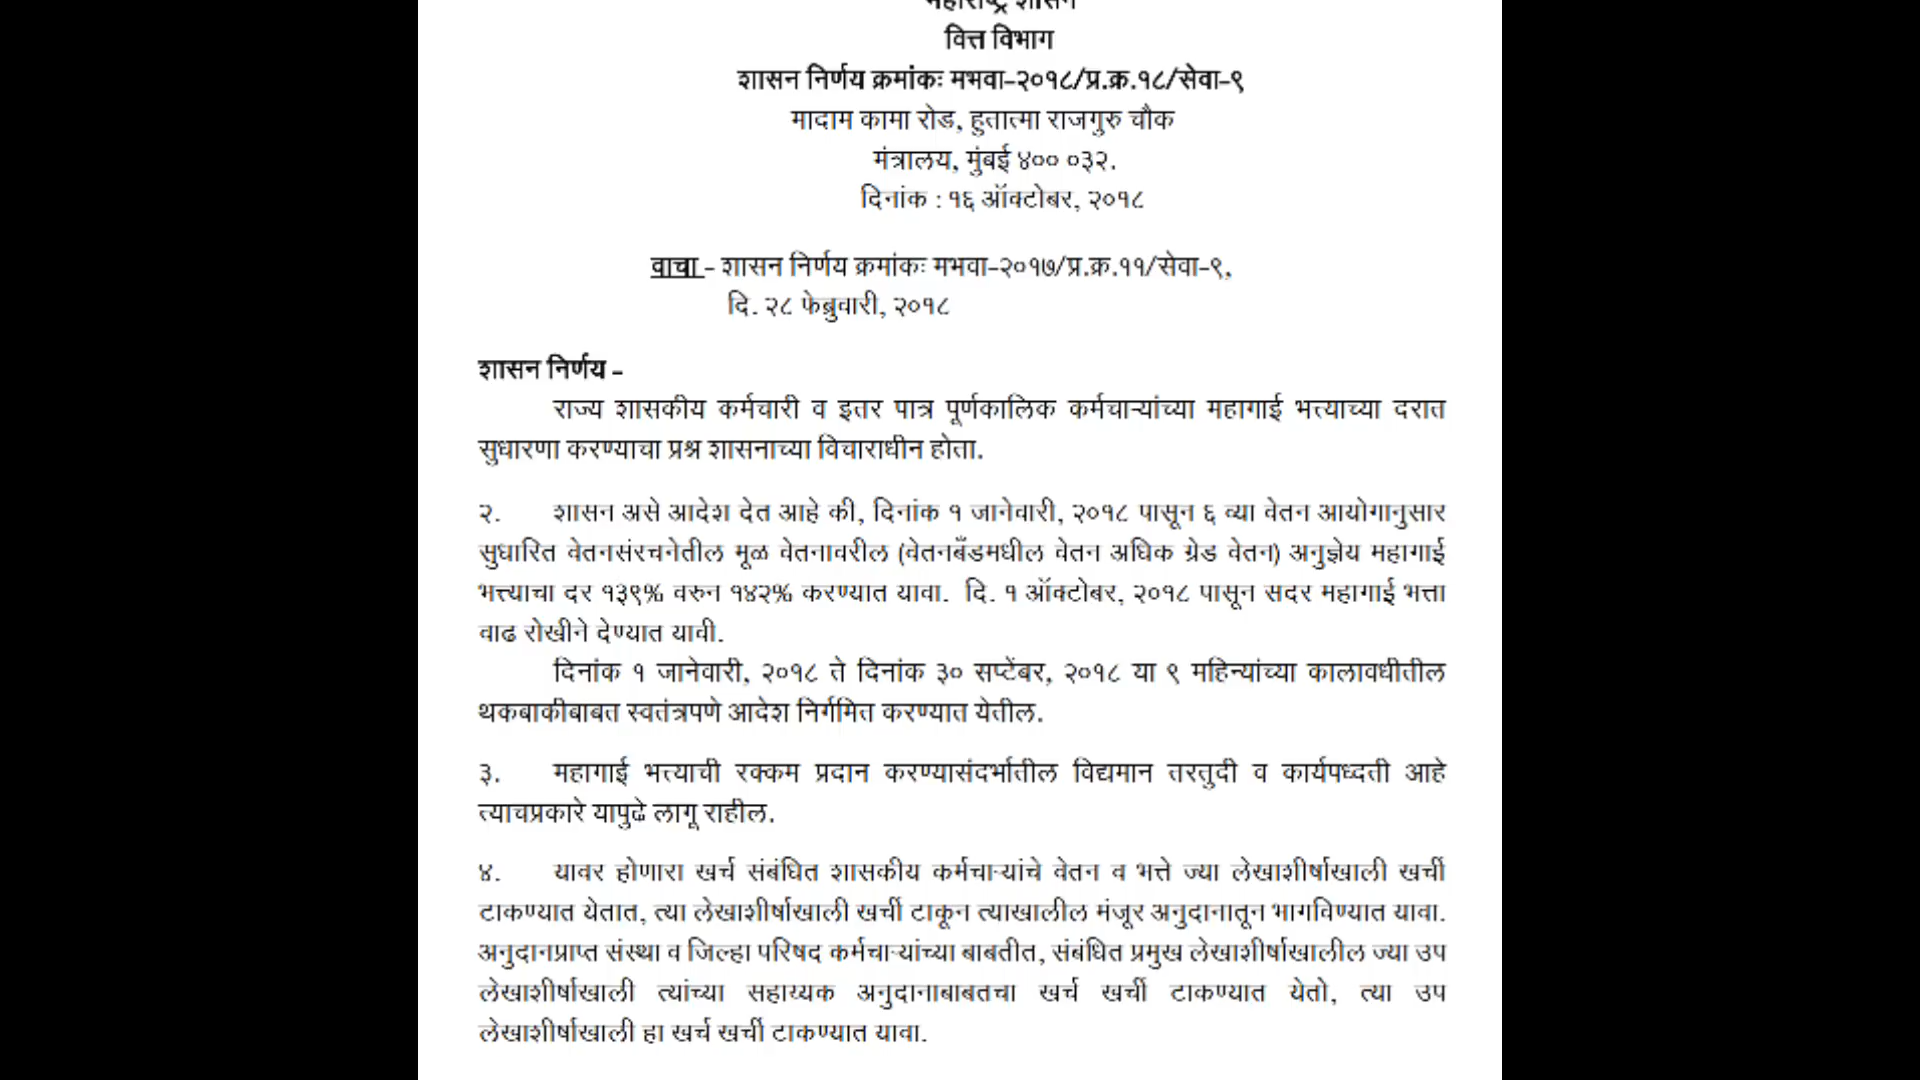 महाराष्ट्र शासन
वित्त विभाग
शासन निर्णय क्रमांकः मभवा-२०१८/प्र.क्र.१८/सेवा-९
मादाम कामा रोड, हुतात्मा राजगुरु चौक
मंत्रालय, मुंबई ४०० ०३२.
दिनांक : १६ ऑक्टोबर, २०१८
वाचा - शासन निर्णय क्रमांकः मभवा-२०१७/प्र.क्र.११/सेवा-९,
दि. २८ फेब्रुवारी, २०१८
शासन निर्णय -
राज्य शासकीय कर्मचारी व इतर पात्र पूर्णकालिक कर्मचाऱ्यांच्या महागाई भत्त्याच्या दरात
सुधारणा करण्याचा प्रश्न शासनाच्या विचाराधीन होता.
२. शासन असे आदेश देत आहे की, दिनांक १ जानेवारी, २०१८ पासून ६ व्या वेतन आयोगानुसार
सुधारित वेतनसंरचनेतील मूळ वेतनावरील (वेतनबँडमधील वेतन अधिक ग्रेड वेतन) अनुज्ञेय महागाई
भत्त्याचा दर १३९% वरुन १४२% करण्यात यावा. दि. १ ऑक्टोबर, २०१८ पासून सदर महागाई भत्ता
वाढ रोखीने देण्यात यावी.
दिनांक १ जानेवारी, २०१८ ते दिनांक ३० सप्टेंबर, २०१८ या ९ महिन्यांच्या कालावधीतील
थकबाकीबाबत स्वतंत्रपणे आदेश निर्गमित करण्यात येतील.
३. महागाई भत्त्याची रक्कम प्रदान करण्यासंदर्भातील विद्यमान तरतुदी व कार्यपध्दती आहे
त्याचप्रकारे यापुढे लागू राहील.
४. यावर होणारा खर्च संबंधित शासकीय कर्मचाऱ्यांचे वेतन व भत्ते ज्या लेखाशीर्षाखाली खर्ची
टाकण्यात येतात, त्या लेखाशीर्षाखाली खर्ची टाकून त्याखालील मंजूर अनुदानातून भागविण्यात यावा.
अनुदानप्राप्त संस्था व जिल्हा परिषद कर्मचाऱ्यांच्या बाबतीत, संबंधित प्रमुख लेखाशीर्षाखालील ज्या उप
लेखाशीर्षाखाली त्यांच्या सहाय्यक अनुदानाबाबतचा खर्च खर्ची टाकण्यात येतो, त्या उप
लेखाशीर्षाखाली हा खर्च खर्ची टाकण्यात यावा.